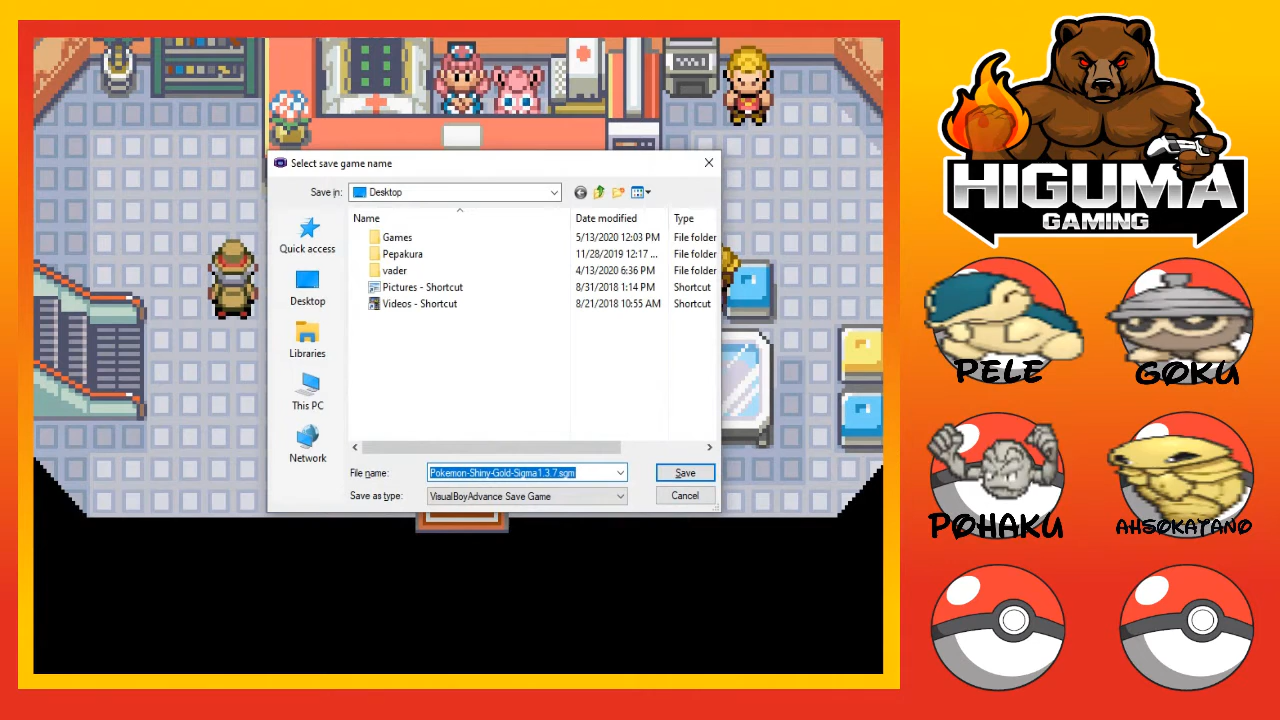 Select save game name
Save in: Desktop
Name Date modified Type
Quick access
Desktop
Libraries
This PC
Network
Games 5/13/2020 12:03 PM File folder
Pepakura 11/28/2019 12:17 ... File folder
vader 4/13/2020 6:36 PM File folder
Pictures - Shortcut 8/31/2018 1:14 PM Shortcut
Videos - Shortcut 8/21/2018 10:55 AM Shortcut
File name: Pokemon-Shiny-Gold-Sigma1.3.7.sgm Save
Save as type: VisualBoyAdvance Save Game Cancel
HIGUMA
GAMING
PELE
GOKU
POHAKU
AHSOKATANO